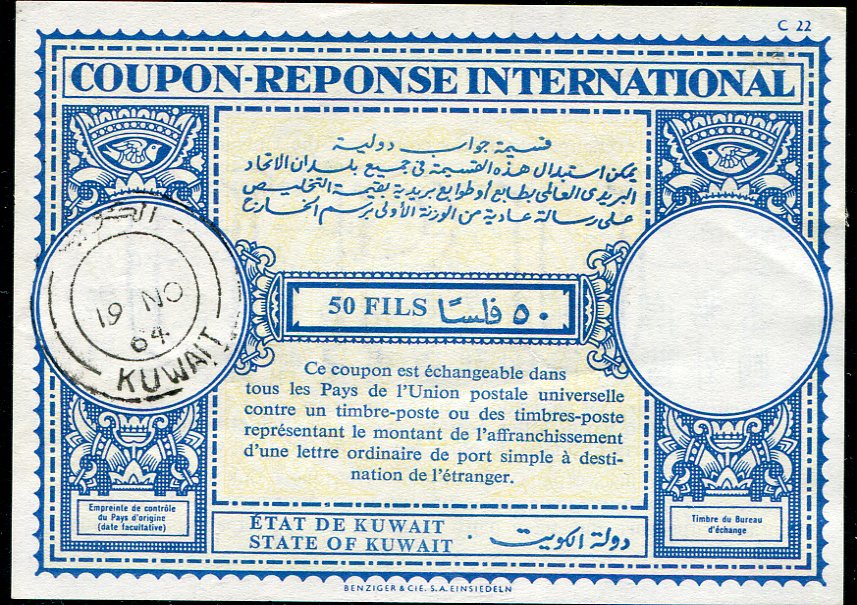 C 22
COUPON-REPONSE INTERNATIONAL
قسيمة جواب دولية
يمكن استبدال هذه القسيمة في جميع بلدان الاتحاد
البريدى العالمى بطابع أو طوابع بريدية بقيمة التخليص
على رسالة عادية من الوزنة الأولى برسم الخارج
الكويت
19 NO
64
KUWAIT
50 FILS ٥٠ فلسًا
Ce coupon est échangeable dans
tous les Pays de l'Union postale universelle
contre un timbre-poste ou des timbres-poste
représentant le montant de l'affranchissement
d'une lettre ordinaire de port simple à desti-
nation de l'étranger.
Empreinte de contrôle
du Pays d'origine
(date facultative)
ÉTAT DE KUWAIT
STATE OF KUWAIT · دولة الكويت
Timbre du Bureau
d'échange
BENZIGER & CIE. S.A. EINSIEDELN